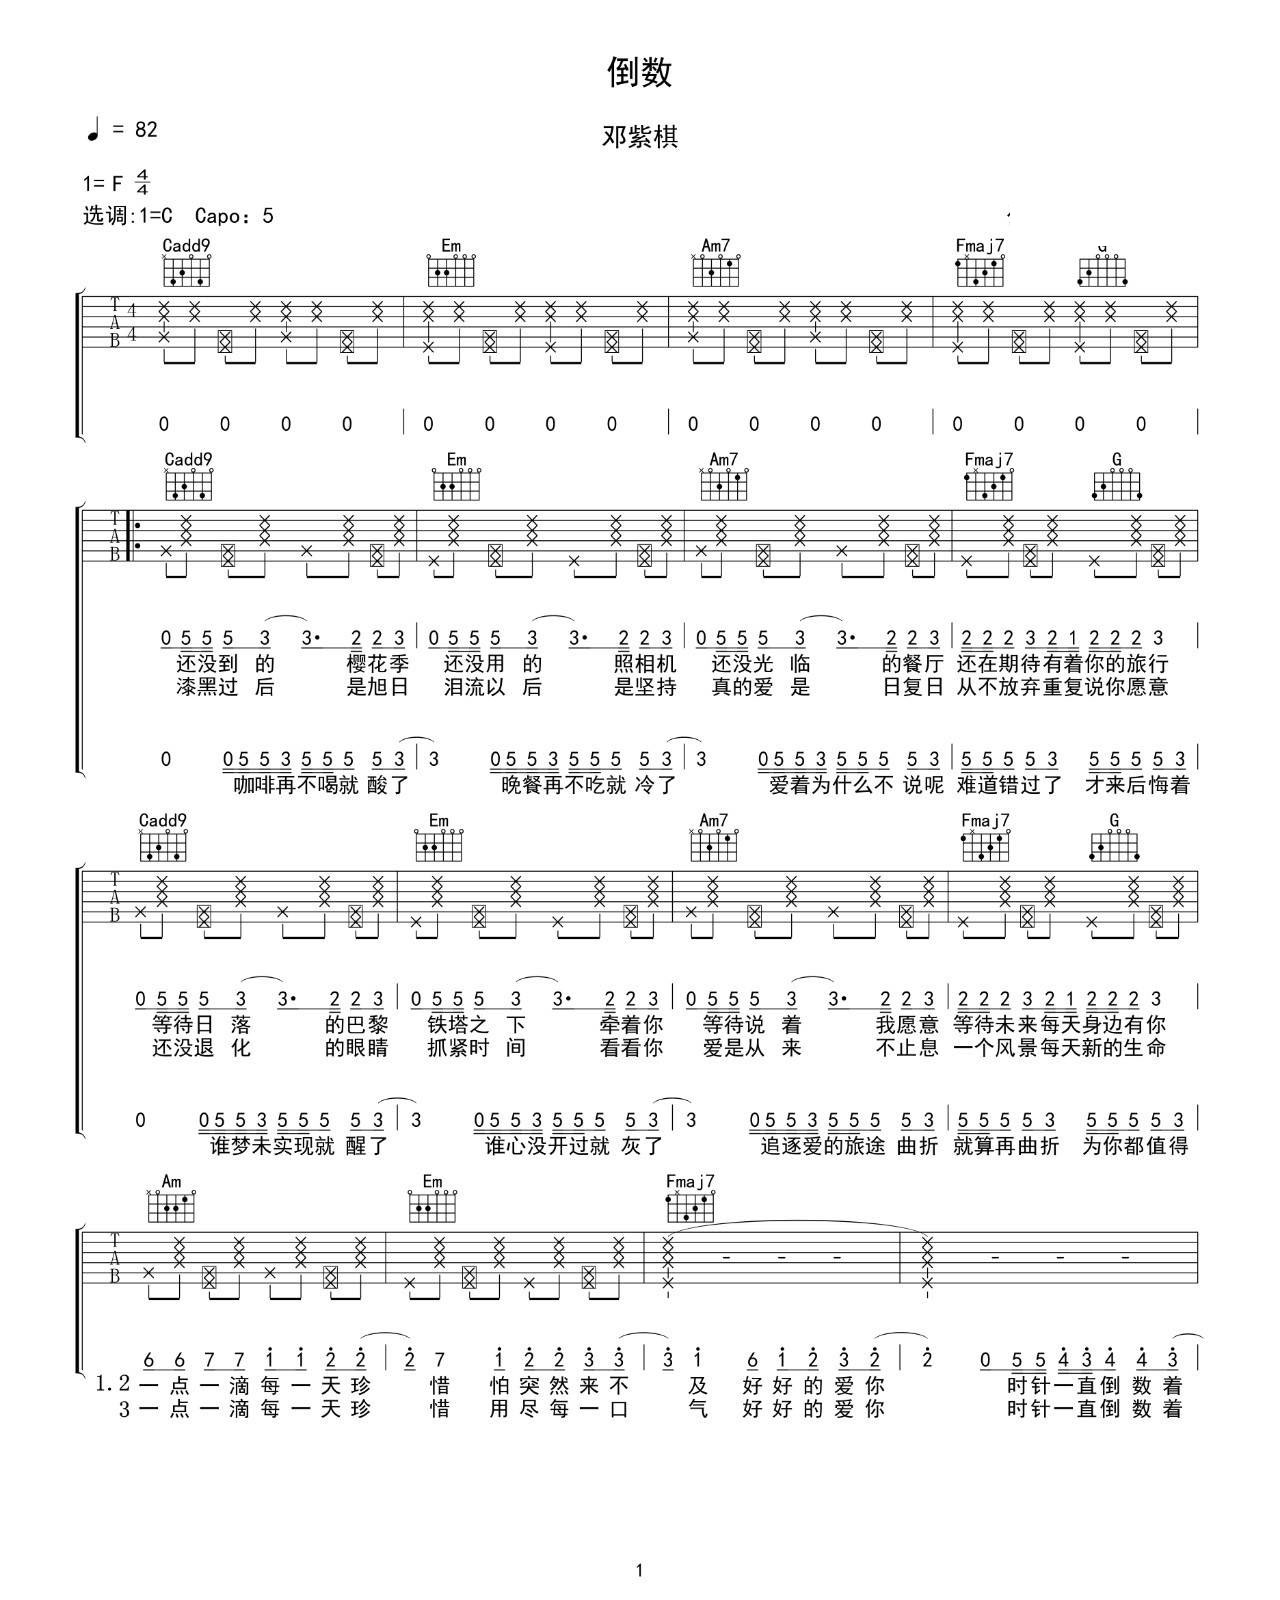 倒数
♩ = 82
邓紫棋
1= F 4/4
选调:1=C Capo: 5
Cadd9 Em Am7 Fmaj7 G
T A B 4 4
0 0 0 0 0 0 0 0 0 0 0 0 0 0 0 0
Cadd9 Em Am7 Fmaj7 G
T A B
0 5 5 5 3 3• 2 2 3 0 5 5 5 3 3• 2 2 3 0 5 5 5 3 3• 2 2 3 2 2 2 3 2 1 2 2 2 3
还没到的 樱花季 还没用的 照相机 还没光临 的餐厅 还在期待有着你的旅行
漆黑过后 是旭日 泪流以后 是坚持 真的爱是 日复日 从不放弃重复说你愿意
0 0 5 5 3 5 5 5 5 3 3 0 5 5 3 5 5 5 5 3 3 0 5 5 3 5 5 5 5 3 5 5 5 5 3 5 5 5 5 3
咖啡再不喝就酸了 晚餐再不吃就冷了 爱着为什么不说呢 难道错过了 才来后悔着
Cadd9 Em Am7 Fmaj7 G
T A B
0 5 5 5 3 3• 2 2 3 0 5 5 5 3 3• 2 2 3 0 5 5 5 3 3• 2 2 3 2 2 2 3 2 1 2 2 2 3
等待日落 的巴黎 铁塔之下 牵着你 等待说着 我愿意 等待未来每天身边有你
还没退化 的眼睛 抓紧时间 看看你 爱是从来 不止息 一个风景每天新的生命
0 0 5 5 3 5 5 5 5 3 3 0 5 5 3 5 5 5 5 3 3 0 5 5 3 5 5 5 5 3 5 5 5 5 3 5 5 5 5 3
谁梦未实现就醒了 谁心没开过就灰了 追逐爱的旅途曲折 就算再曲折 为你都值得
Am Em Fmaj7
T A B
6 6 7 7 1 1 2 2 2 7 1 2 2 3 3 3 1 6 1 2 3 2 2 0 5 5 4 3 4 4 3
1.2 一点一滴每一天珍惜 怕突然来不及 好好的爱你 时针一直倒数着
3 一点一滴每一天珍惜 用尽每一口气 好好的爱你 时针一直倒数着
1